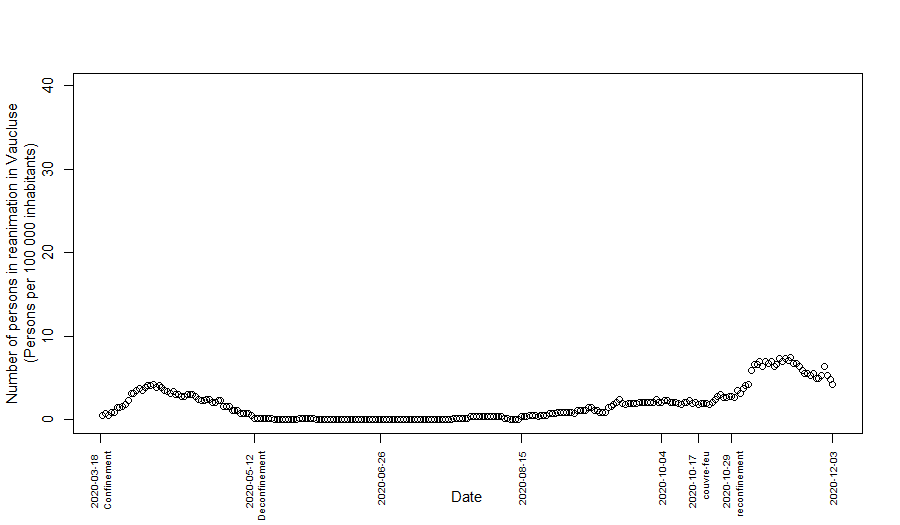 Number of persons in reanimation in Vaucluse
(Persons per 100 000 inhabitants)
40
30
20
10
0
2020-03-18
Confinement
2020-05-12
Deconfinement
2020-06-26
2020-08-15
2020-10-04
2020-10-17
couvre-feu
2020-10-29
reconfinement
2020-12-03
Date